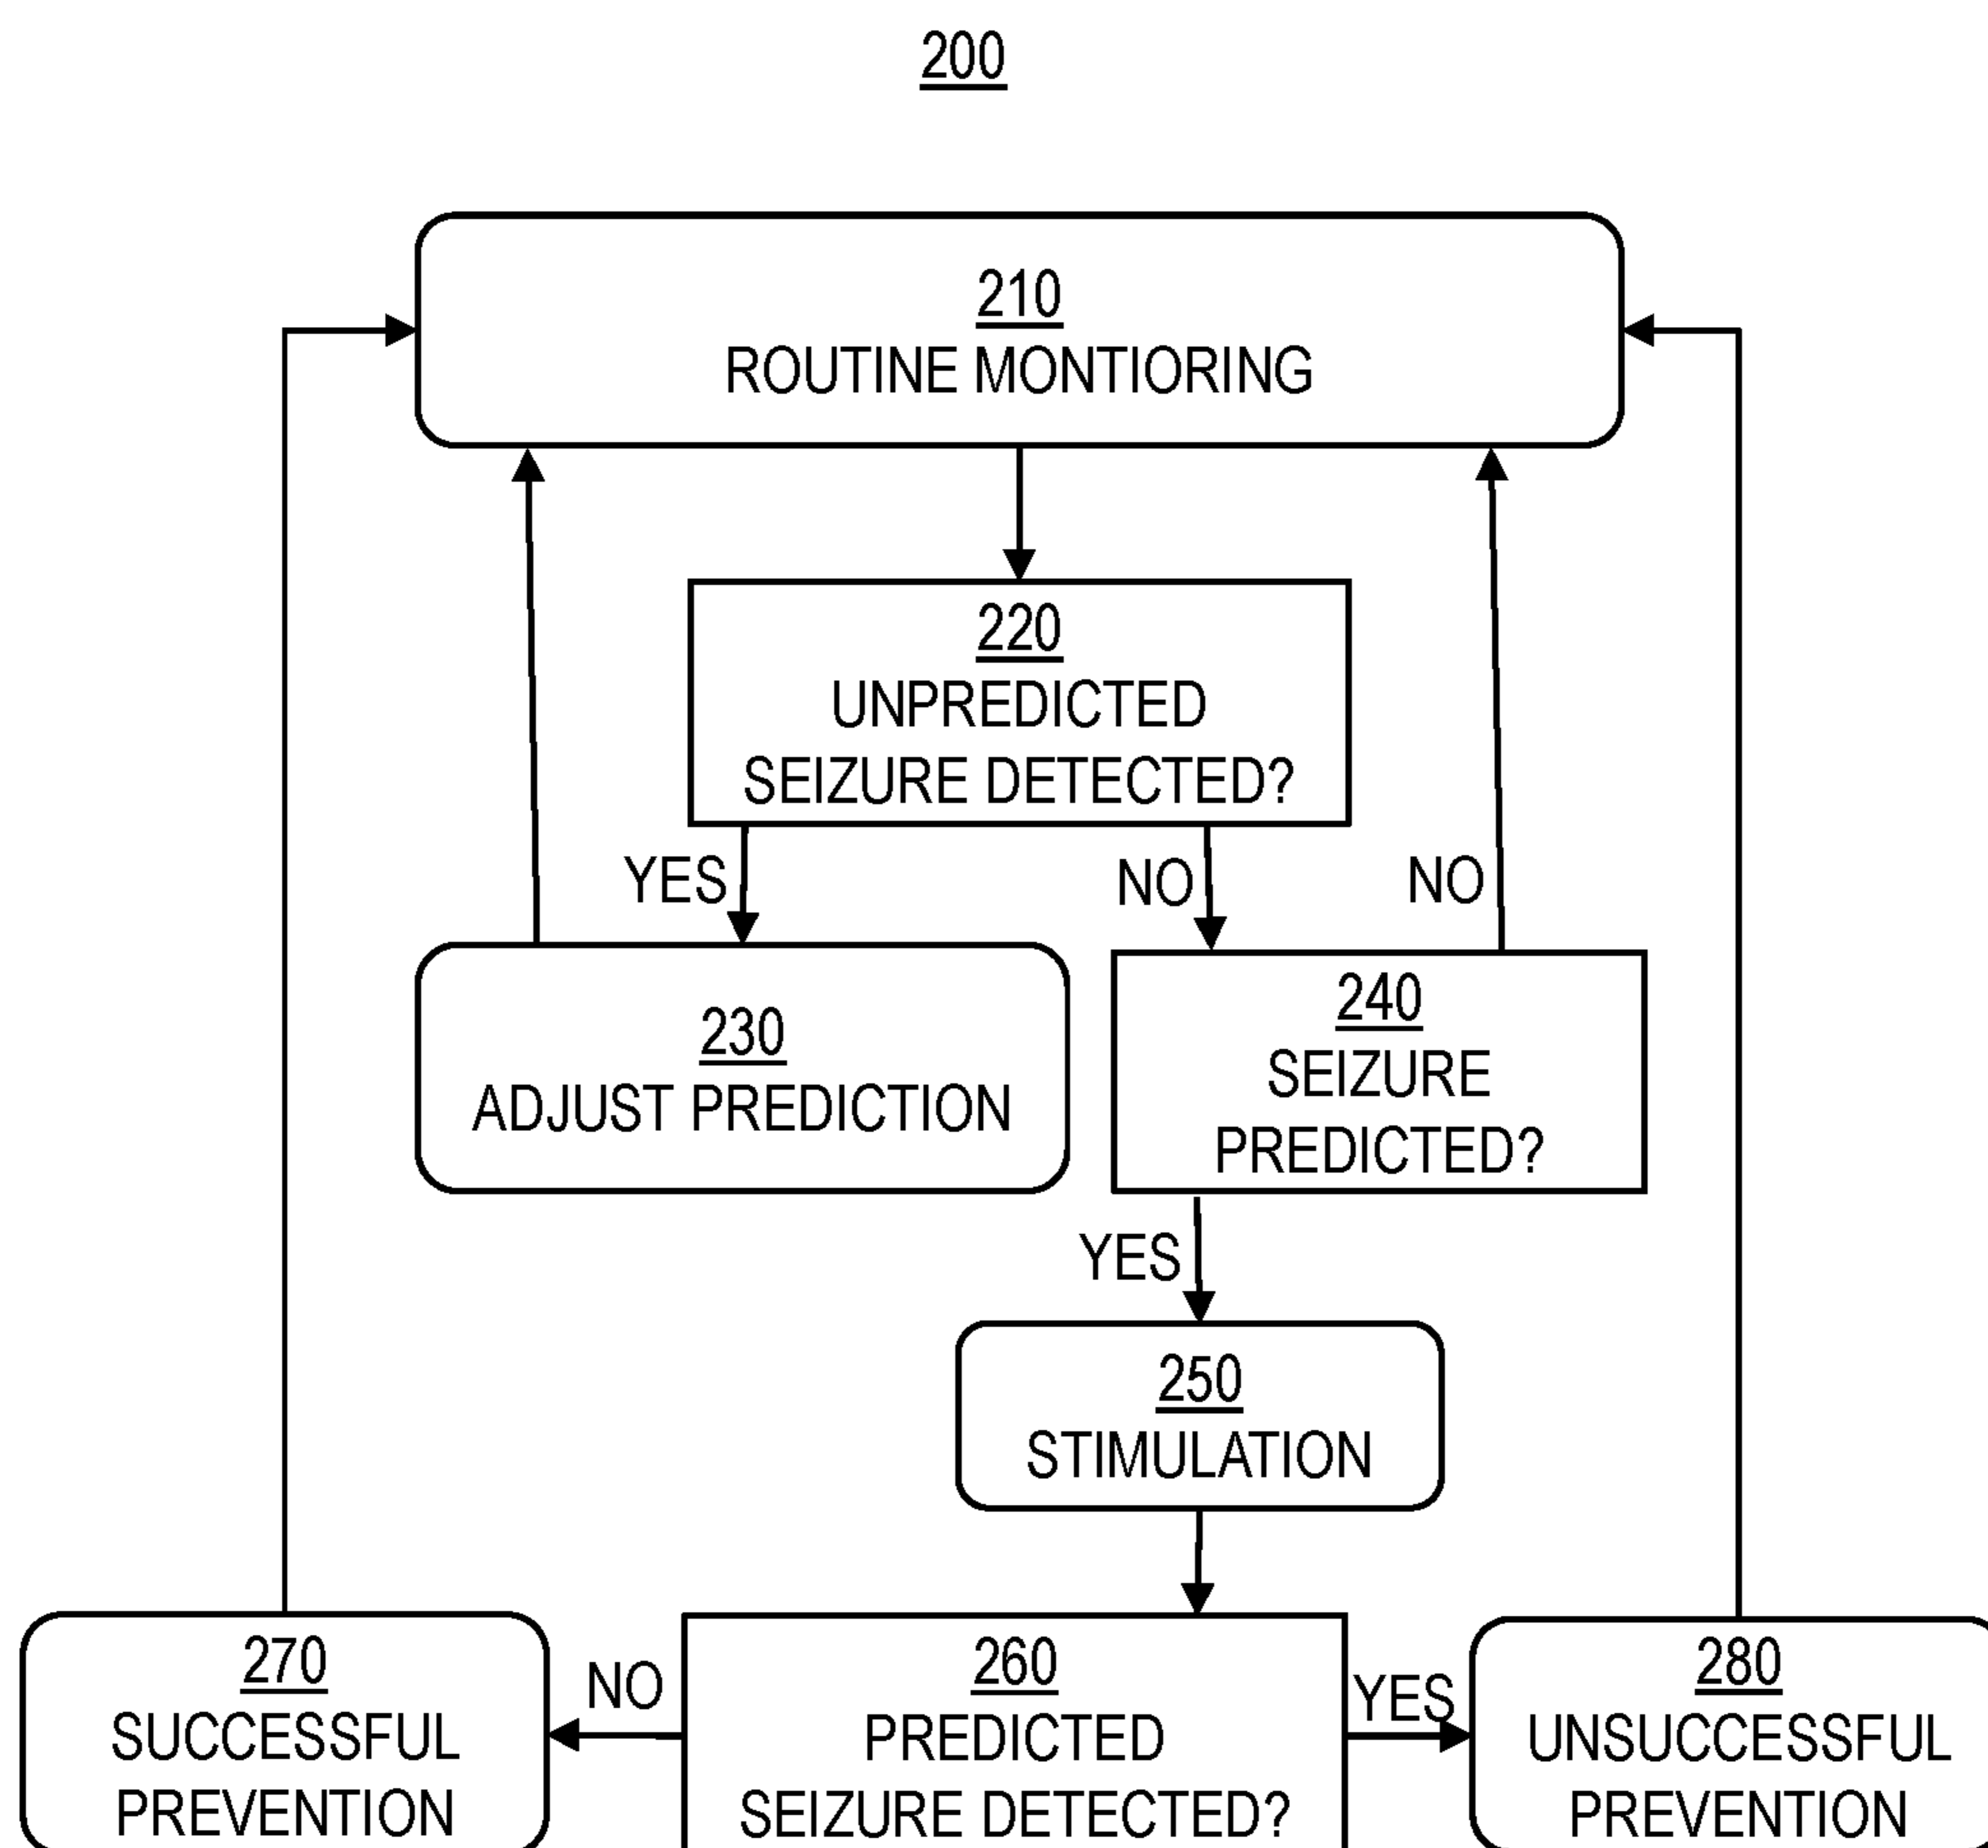 200
210
ROUTINE MONTIORING
220
UNPREDICTED
SEIZURE DETECTED?
YES
NO
NO
230
ADJUST PREDICTION
240
SEIZURE
PREDICTED?
YES
250
STIMULATION
270
SUCCESSFUL
PREVENTION
NO
260
PREDICTED
SEIZURE DETECTED?
YES
280
UNSUCCESSFUL
PREVENTION